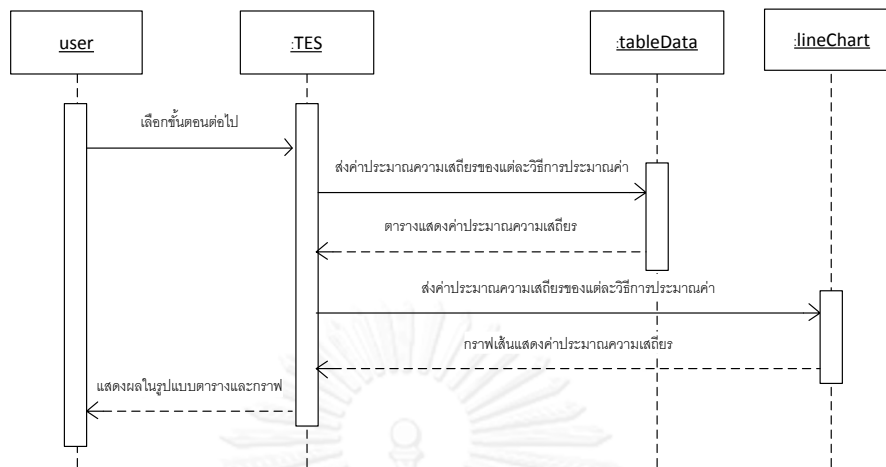 user
:TES
:tableData
:lineChart
เลือกขั้นตอนต่อไป
ส่งค่าประมาณความเสถียรของแต่ละวิธีการประมาณค่า
ตารางแสดงค่าประมาณความเสถียร
ส่งค่าประมาณความเสถียรของแต่ละวิธีการประมาณค่า
กราฟเส้นแสดงค่าประมาณความเสถียร
แสดงผลในรูปแบบตารางและกราฟ